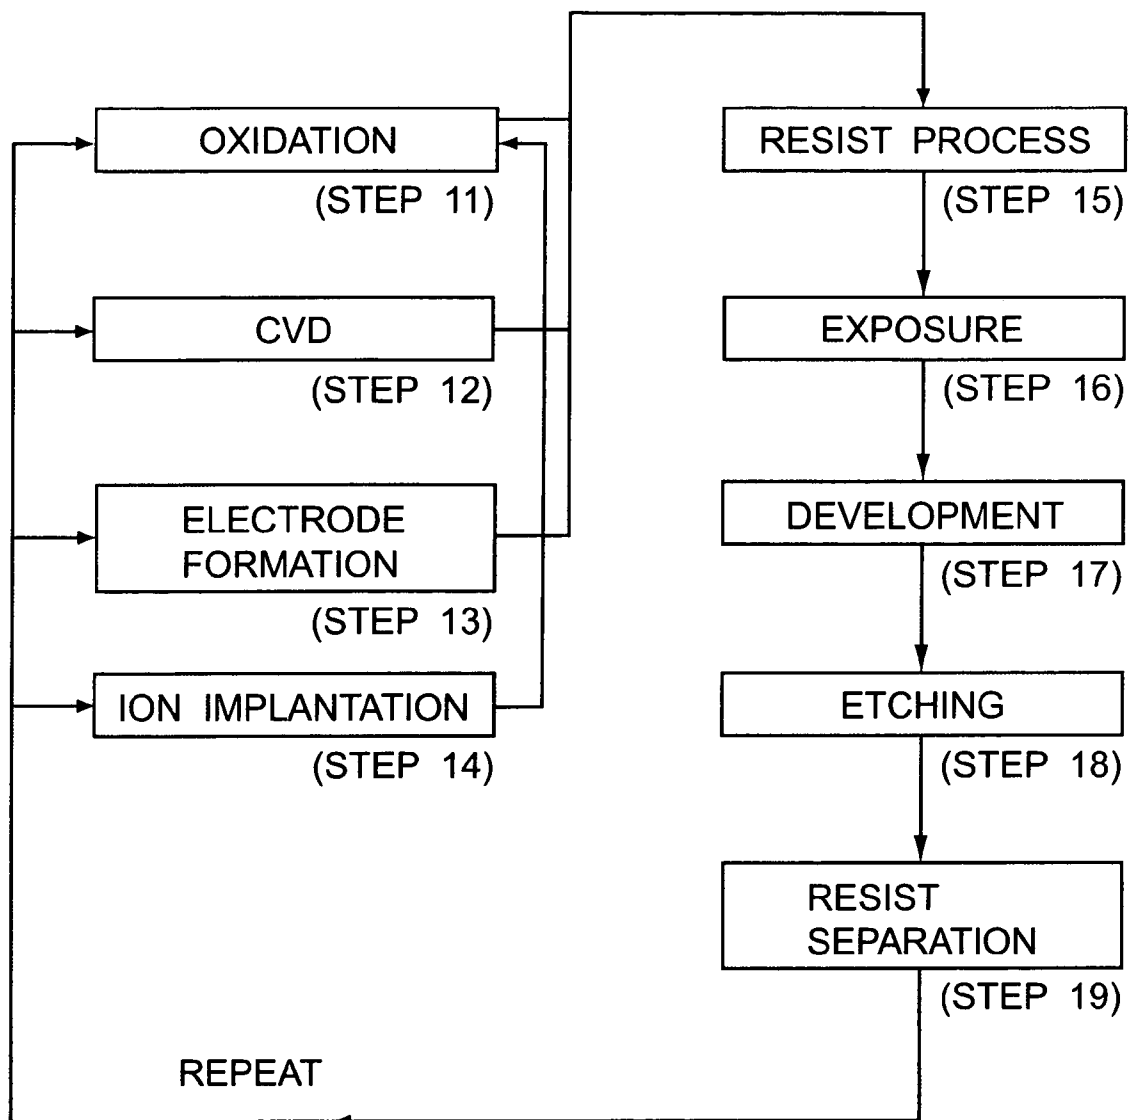 OXIDATION
(STEP 11)
CVD
(STEP 12)
ELECTRODE
FORMATION
(STEP 13)
ION IMPLANTATION
(STEP 14)
RESIST PROCESS
(STEP 15)
EXPOSURE
(STEP 16)
DEVELOPMENT
(STEP 17)
ETCHING
(STEP 18)
RESIST
SEPARATION
(STEP 19)
REPEAT